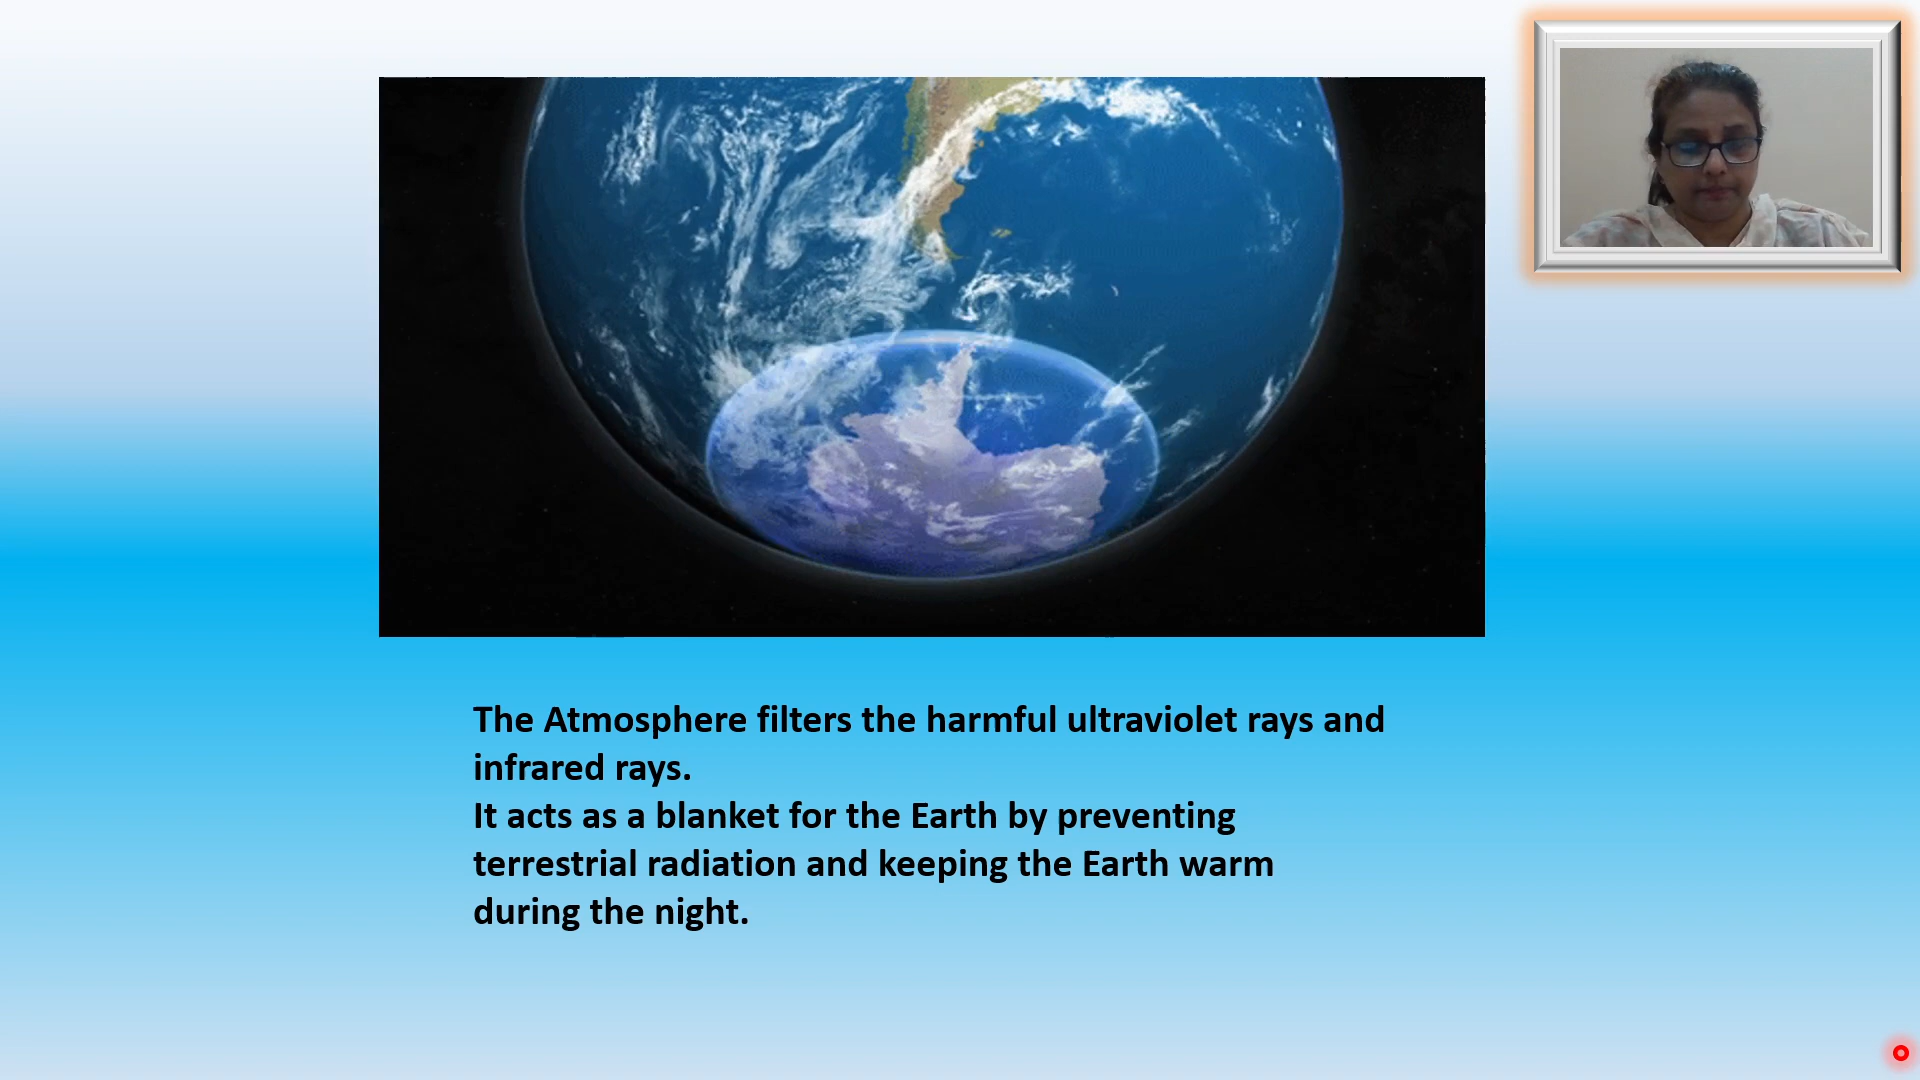 The Atmosphere filters the harmful ultraviolet rays and
infrared rays.
It acts as a blanket for the Earth by preventing
terrestrial radiation and keeping the Earth warm
during the night.